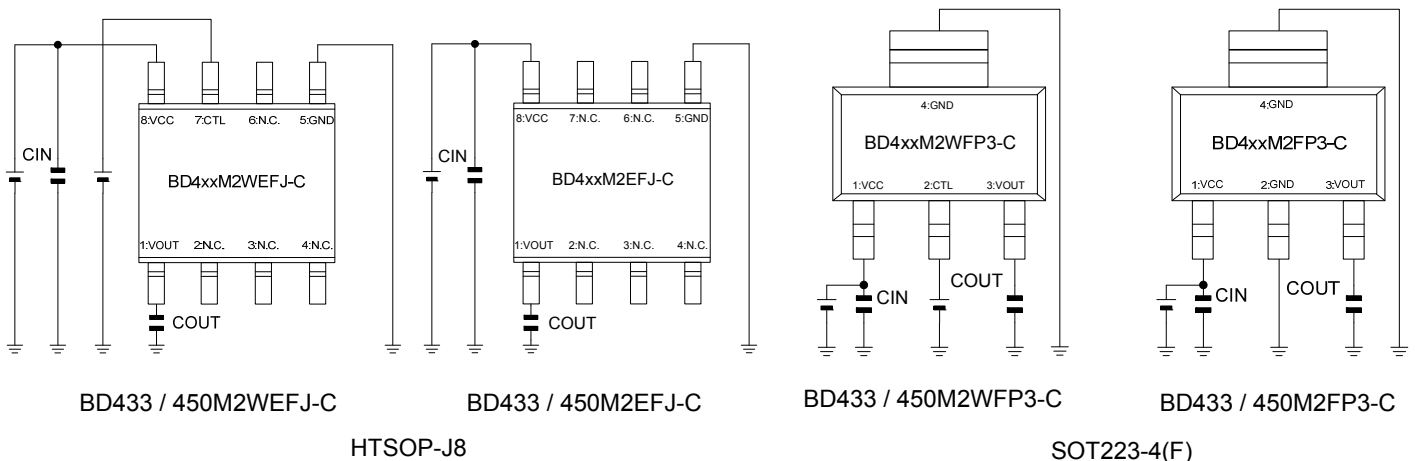 8:VCC 7:CTL 6:N.C. 5:GND
CIN
BD4xxM2WEFJ-C
1:VOUT 2:N.C. 3:N.C. 4:N.C.
COUT
BD433 / 450M2WEFJ-C
8:VCC 7:N.C. 6:N.C. 5:GND
CIN
BD4xxM2EFJ-C
1:VOUT 2:N.C. 3:N.C. 4:N.C.
COUT
BD433 / 450M2EFJ-C
HTSOP-J8
4:GND
BD4xxM2WFP3-C
1:VCC 2:CTL 3:VOUT
CIN
COUT
BD433 / 450M2WFP3-C
4:GND
BD4xxM2FP3-C
1:VCC 2:GND 3:VOUT
CIN
COUT
BD433 / 450M2FP3-C
SOT223-4(F)